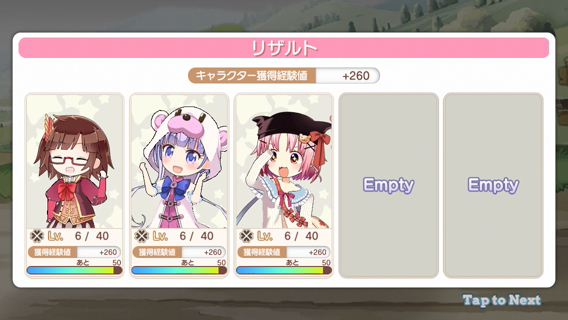 リザルト
キャラクター獲得経験値 +260
Lv. 6 / 40
獲得経験値 +260
あと 50
Lv. 6 / 40
獲得経験値 +260
あと 50
Lv. 6 / 40
獲得経験値 +260
あと 50
Empty
Empty
Tap to Next